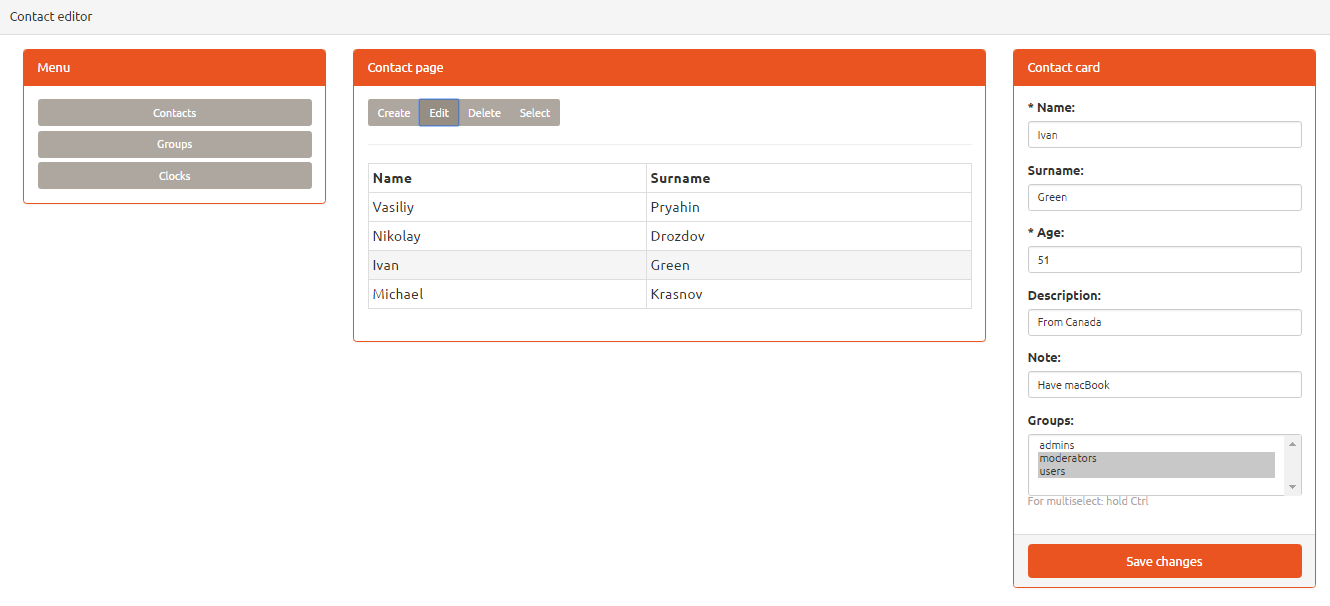 Contact editor
Menu
Contacts
Groups
Clocks
Contact page
Create Edit Delete Select
Name Surname
Vasiliy Pryahin
Nikolay Drozdov
Ivan Green
Michael Krasnov
Contact card
* Name:
Ivan
Surname:
Green
* Age:
51
Description:
From Canada
Note:
Have macBook
Groups:
admins
moderators
users
For multiselect: hold Ctrl
Save changes